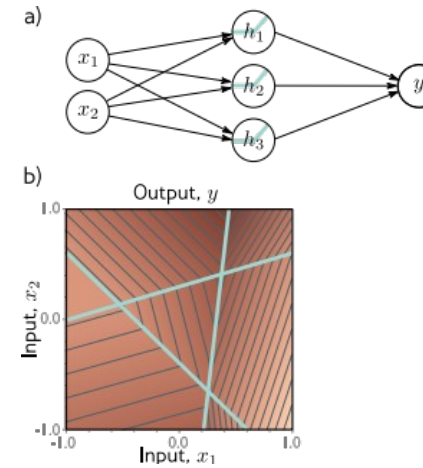 a)
x₁
x₂
h₁
h₂
h₃
y
b)
Output, y
1.0
0.0
-1.0
Input, x₂
-1.0
0.0
1.0
Input, x₁